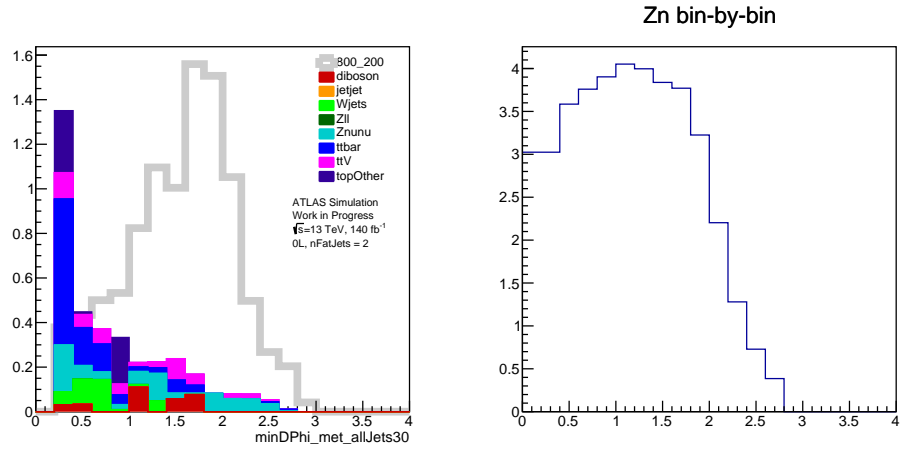 Zn bin-by-bin
1.6
1.4
1.2
1
0.8
0.6
0.4
0.2
0
0 0.5 1 1.5 2 2.5 3 3.5 4
minDPhi_met_allJets30
800_200
diboson
jetjet
Wjets
Zll
Znunu
ttbar
ttV
topOther
ATLAS Simulation
Work in Progress
√s=13 TeV, 140 fb⁻¹
0L, nFatJets = 2
4
3.5
3
2.5
2
1.5
1
0.5
0
0 0.5 1 1.5 2 2.5 3 3.5 4